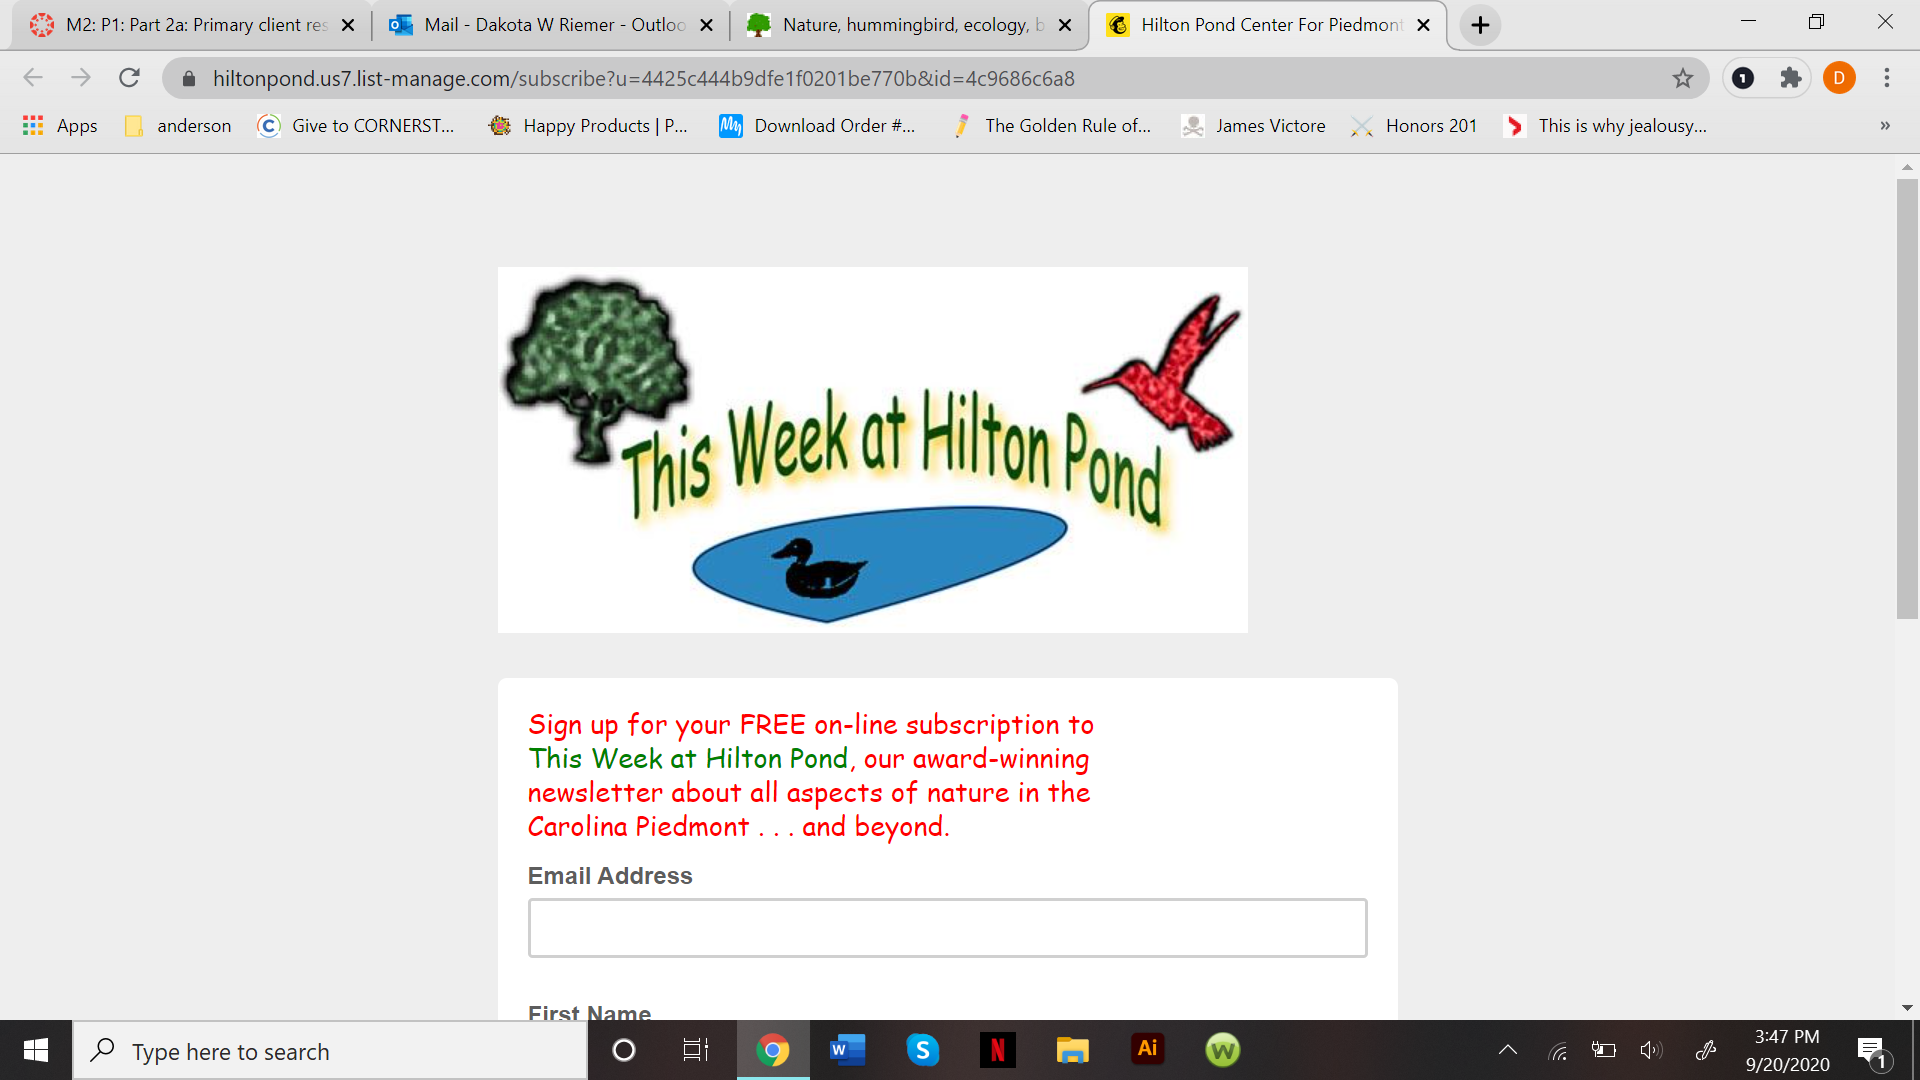 M2: P1: Part 2a: Primary client res
Mail - Dakota W Riemer - Outloo
Nature, hummingbird, ecology, b
Hilton Pond Center For Piedmont
hiltonpond.us7.list-manage.com/subscribe?u=4425c444b9dfe1f0201be770b&id=4c9686c6a8
1
D
Apps
anderson
Give to CORNERST...
Happy Products | P...
My
Download Order #...
The Golden Rule of...
James Victore
Honors 201
This is why jealousy...
»
This Week at Hilton Pond
Sign up for your FREE on-line subscription to
This Week at Hilton Pond, our award-winning
newsletter about all aspects of nature in the
Carolina Piedmont . . . and beyond.
Email Address
First Name
Type here to search
W
S
N
Ai
W
3:47 PM
9/20/2020
1